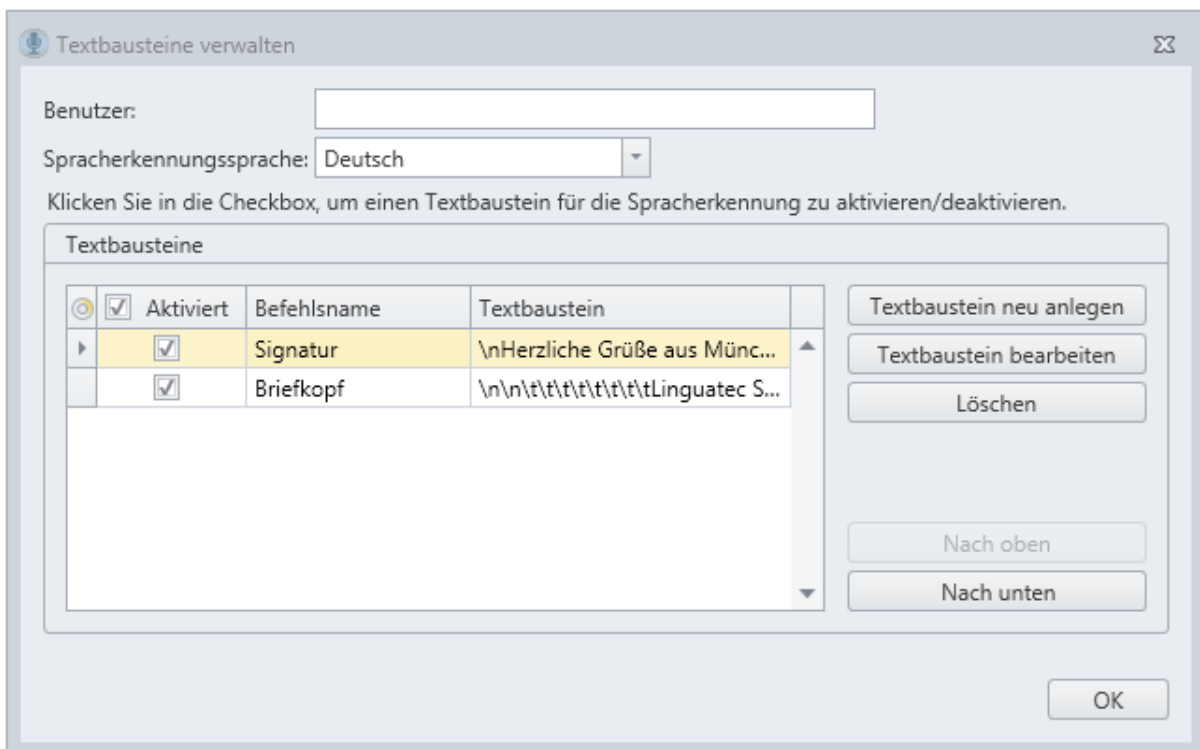 Textbausteine verwalten
Benutzer:
Spracherkennungssprache: Deutsch
Klicken Sie in die Checkbox, um einen Textbaustein für die Spracherkennung zu aktivieren/deaktivieren.
Textbausteine
Aktiviert Befehlsname Textbaustein
Signatur \nHerzliche Grüße aus Münc...
Briefkopf \n\n\t\t\t\t\t\t\t\tLinguatec S...
Textbaustein neu anlegen
Textbaustein bearbeiten
Löschen
Nach oben
Nach unten
OK